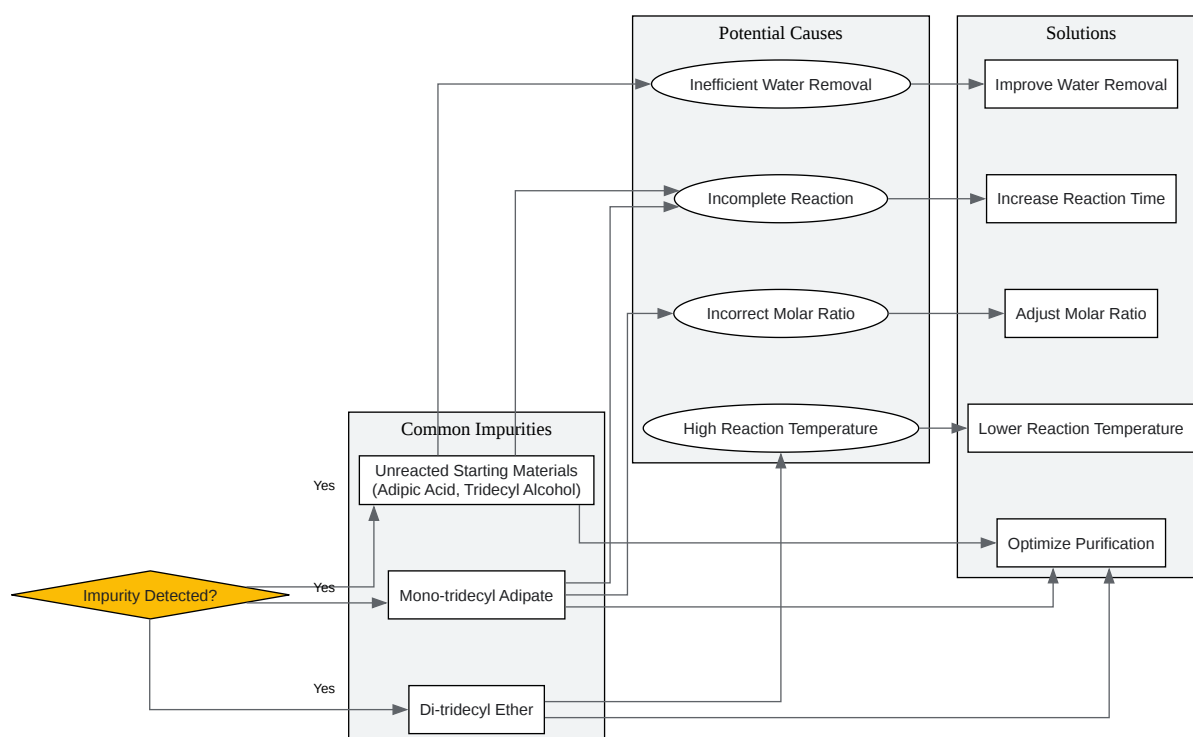 Potential Causes
Solutions
Inefficient Water Removal
Improve Water Removal
Incomplete Reaction
Increase Reaction Time
Incorrect Molar Ratio
Adjust Molar Ratio
Common Impurities
High Reaction Temperature
Lower Reaction Temperature
Unreacted Starting Materials
(Adipic Acid, Tridecyl Alcohol)
Yes
Optimize Purification
Impurity Detected?
Yes
Mono-tridecyl Adipate
Yes
Di-tridecyl Ether